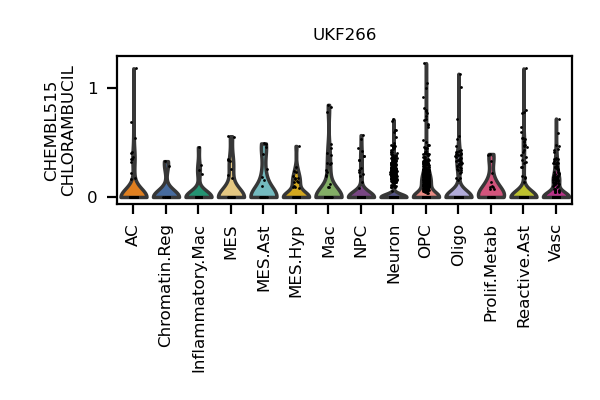 UKF266
CHEMBL515
CHLORAMBUCIL
1
0
AC
Chromatin.Reg
Inflammatory.Mac
MES
MES.Ast
MES.Hyp
Mac
NPC
Neuron
OPC
Oligo
Prolif.Metab
Reactive.Ast
Vasc